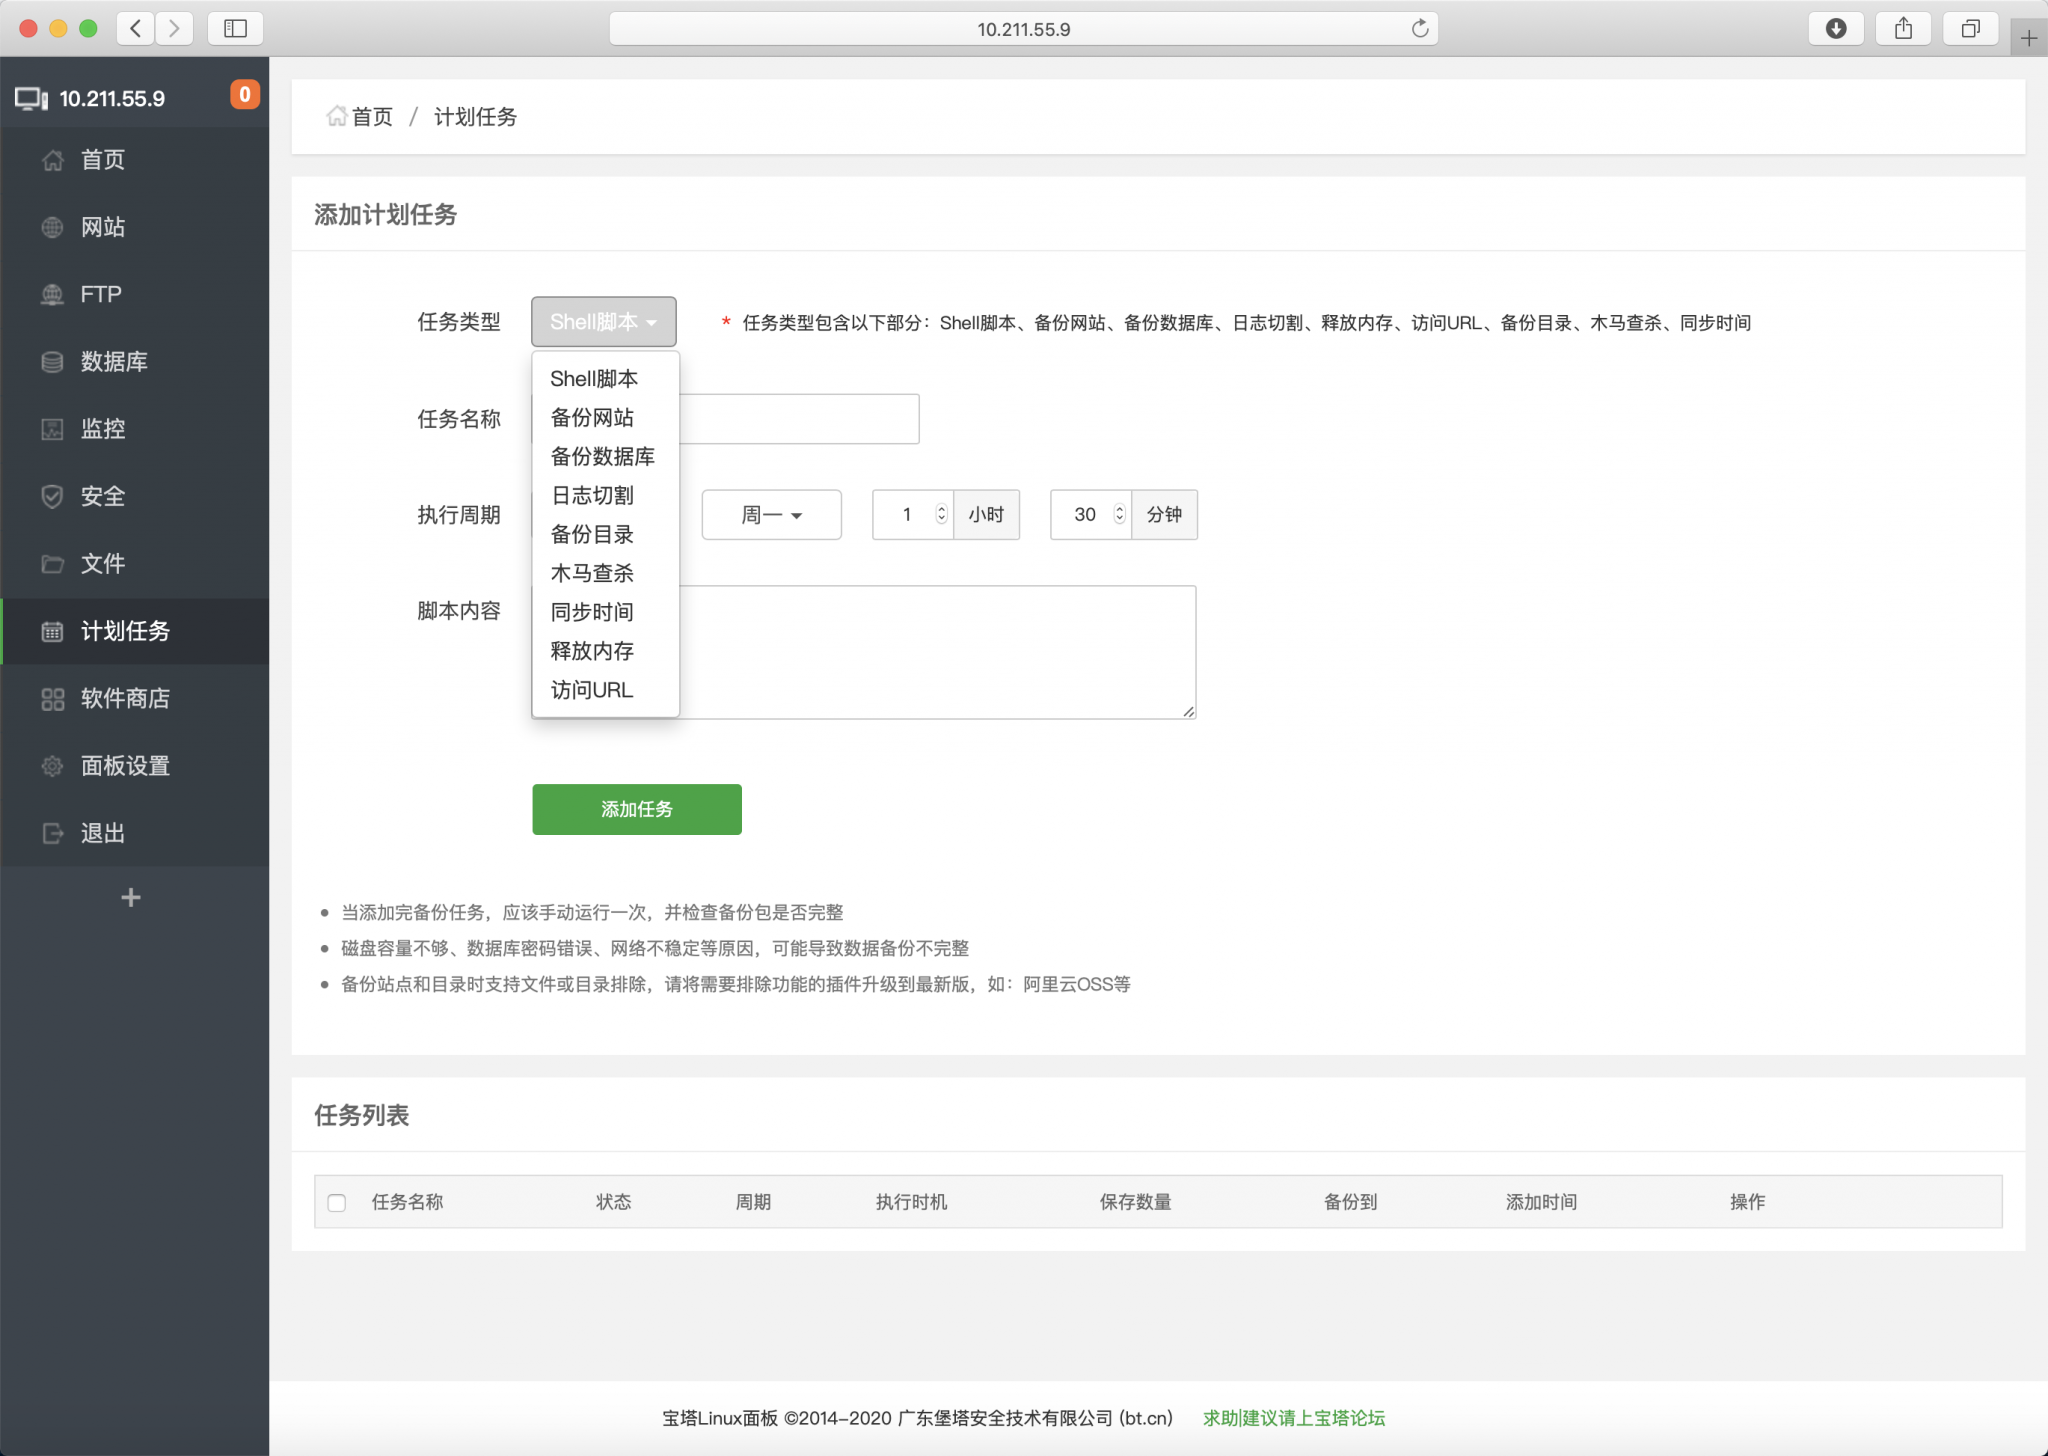 10.211.55.9
10.211.55.9
0
首页
网站
FTP
数据库
监控
安全
文件
计划任务
软件商店
面板设置
退出
首页 / 计划任务
添加计划任务
任务类型
Shell脚本
* 任务类型包含以下部分：Shell脚本、备份网站、备份数据库、日志切割、释放内存、访问URL、备份目录、木马查杀、同步时间
Shell脚本
备份网站
备份数据库
日志切割
备份目录
木马查杀
同步时间
释放内存
访问URL
任务名称
执行周期
周一
1 小时
30 分钟
脚本内容
添加任务
当添加完备份任务，应该手动运行一次，并检查备份包是否完整
磁盘容量不够、数据库密码错误、网络不稳定等原因，可能导致数据备份不完整
备份站点和目录时支持文件或目录排除，请将需要排除功能的插件升级到最新版，如：阿里云OSS等
任务列表
任务名称 状态 周期 执行时机 保存数量 备份到 添加时间 操作
宝塔Linux面板 ©2014-2020 广东堡塔安全技术有限公司 (bt.cn) 求助|建议请上宝塔论坛